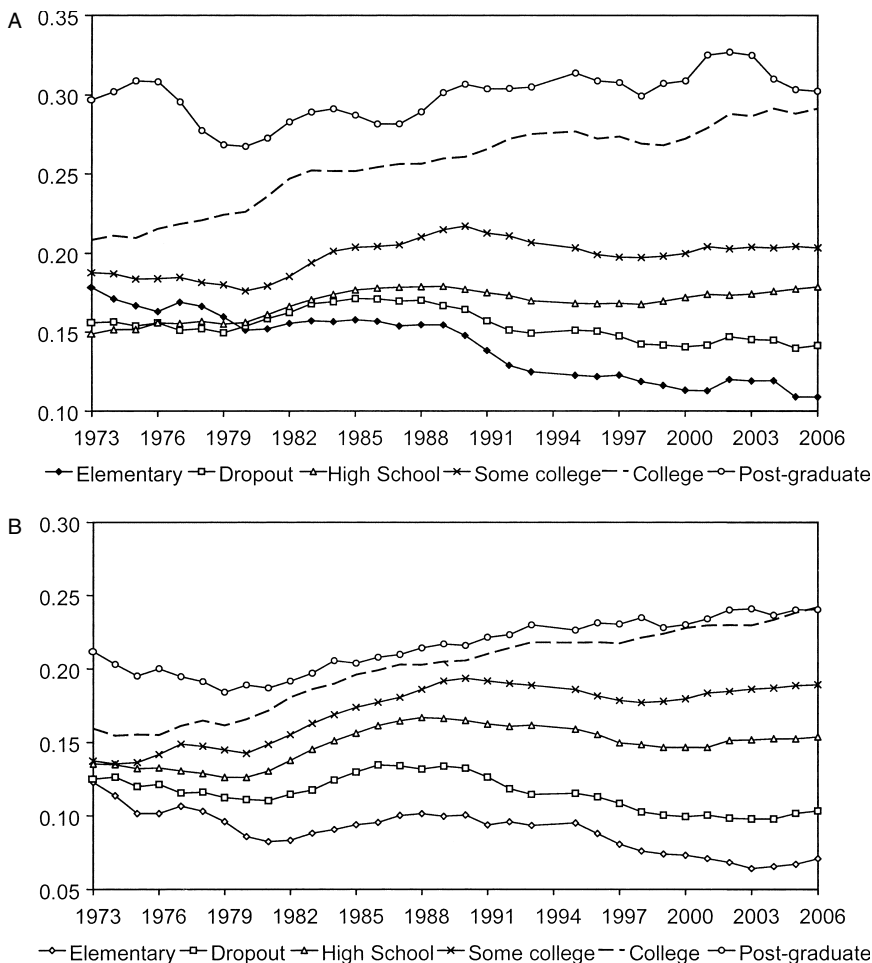 A
0.35
0.30
0.25
0.20
0.15
0.10
1973 1976 1979 1982 1985 1988 1991 1994 1997 2000 2003 2006
Elementary Dropout High School Some college College Post-graduate
B
0.30
0.25
0.20
0.15
0.10
0.05
1973 1976 1979 1982 1985 1988 1991 1994 1997 2000 2003 2006
Elementary Dropout High School Some college College Post-graduate